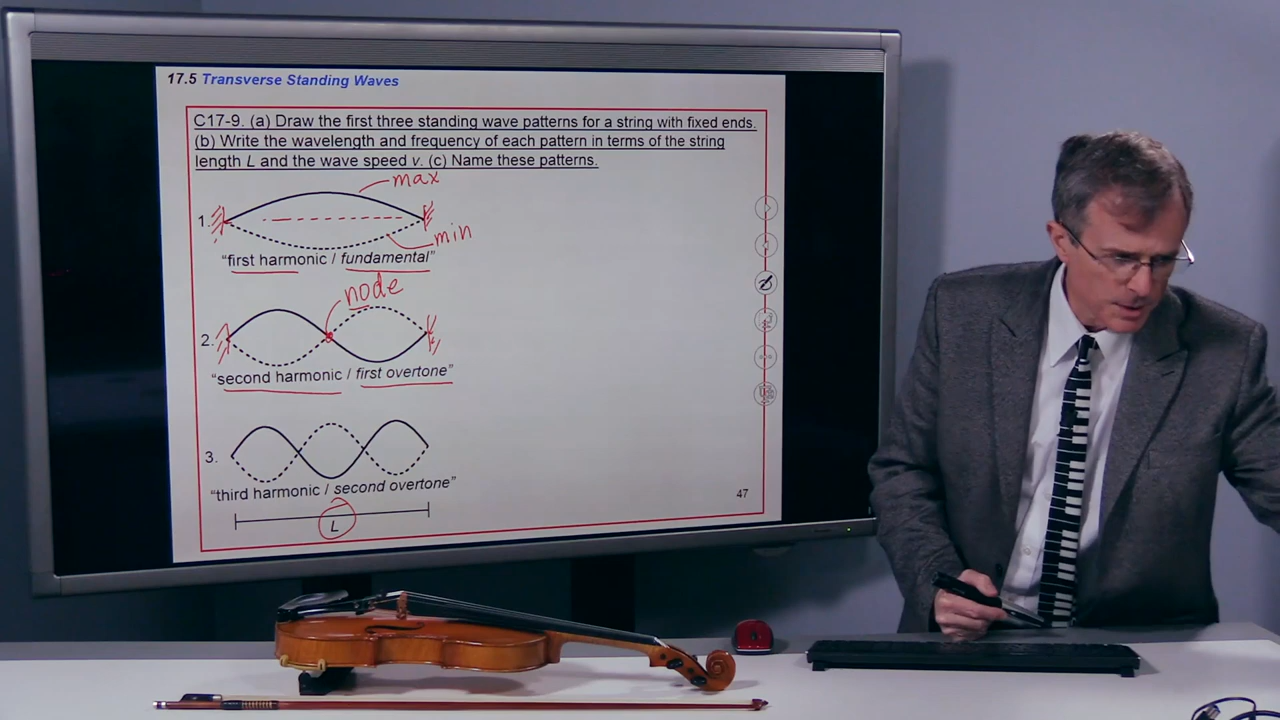 17.5 Transverse Standing Waves
C17-9. (a) Draw the first three standing wave patterns for a string with fixed ends.
(b) Write the wavelength and frequency of each pattern in terms of the string
length L and the wave speed v. (c) Name these patterns.
max
1.
min
"first harmonic / fundamental"
node
2.
"second harmonic / first overtone"
3.
"third harmonic / second overtone"
L
47